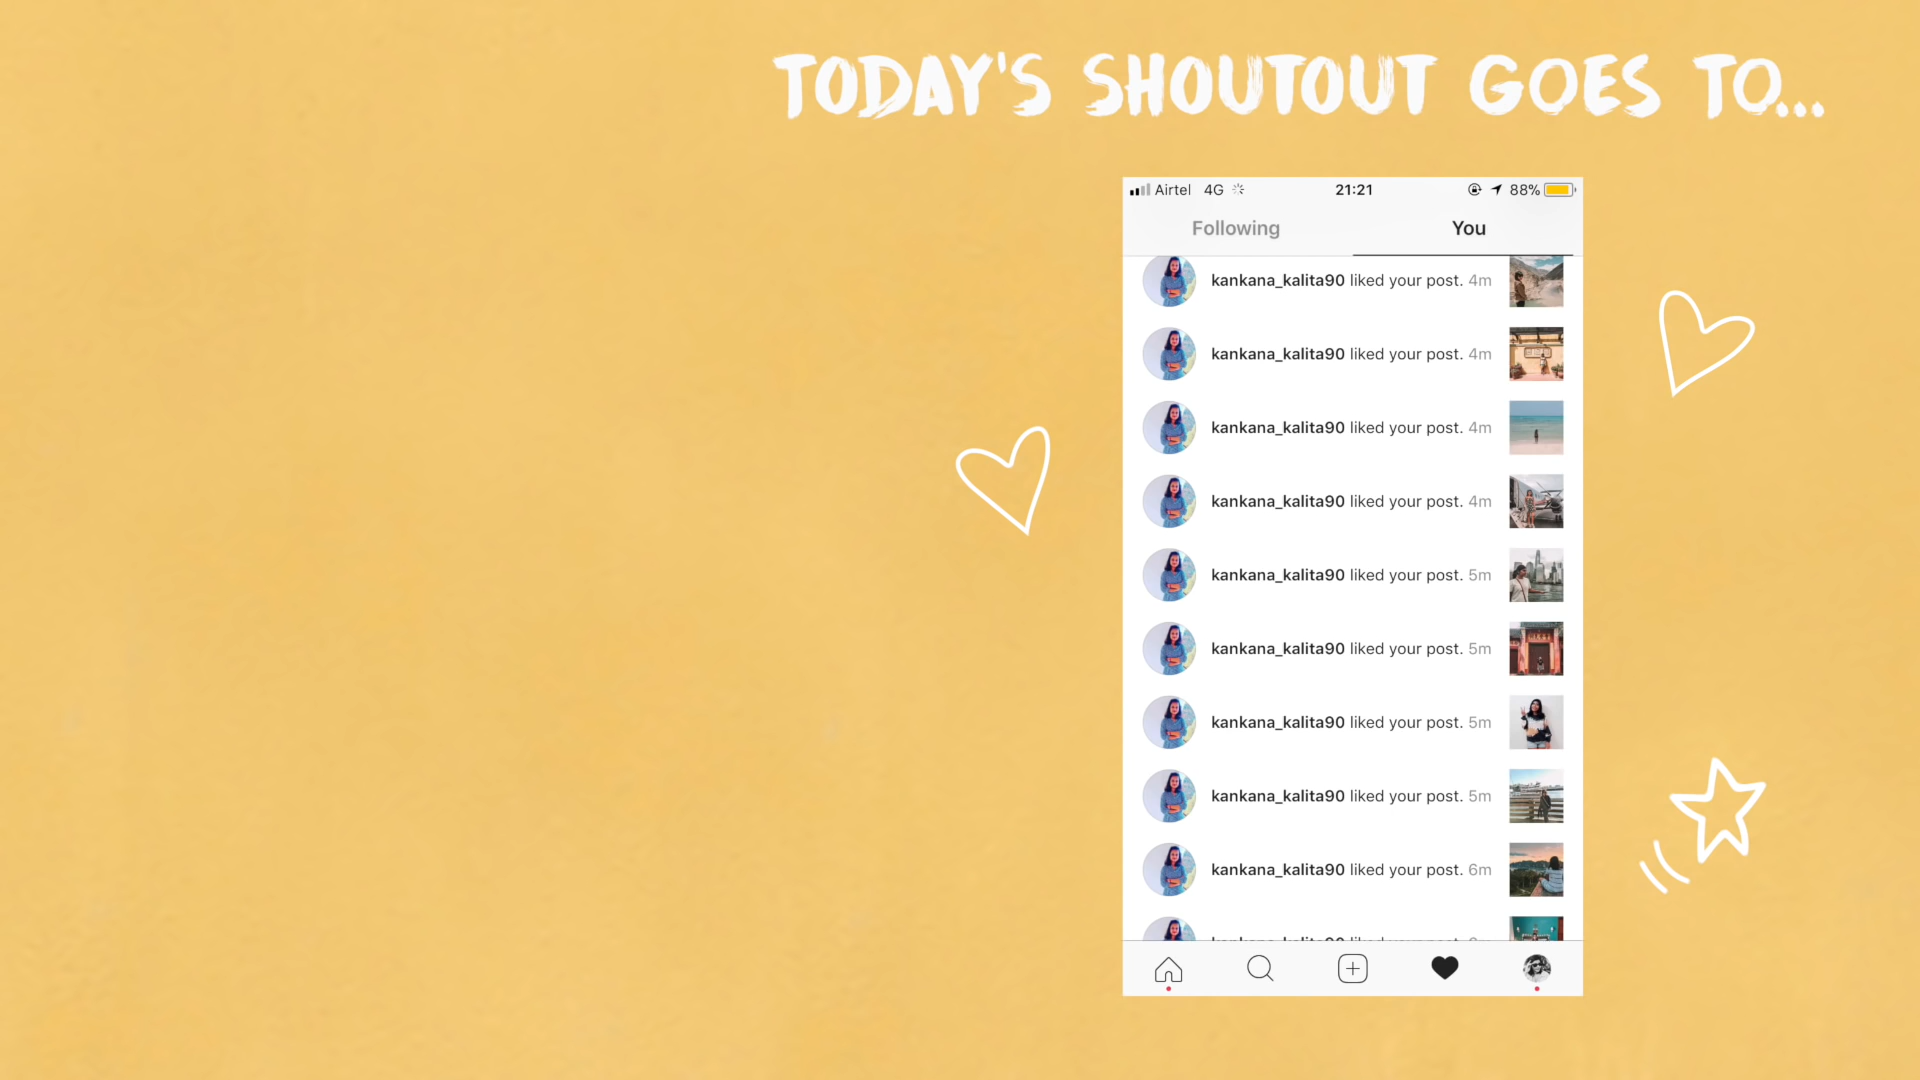 TODAY'S SHOUTOUT GOES TO...
Airtel 4G 21:21 88%
Following You
kankana_kalita90 liked your post. 4m
kankana_kalita90 liked your post. 4m
kankana_kalita90 liked your post. 4m
kankana_kalita90 liked your post. 4m
kankana_kalita90 liked your post. 5m
kankana_kalita90 liked your post. 5m
kankana_kalita90 liked your post. 5m
kankana_kalita90 liked your post. 5m
kankana_kalita90 liked your post. 6m